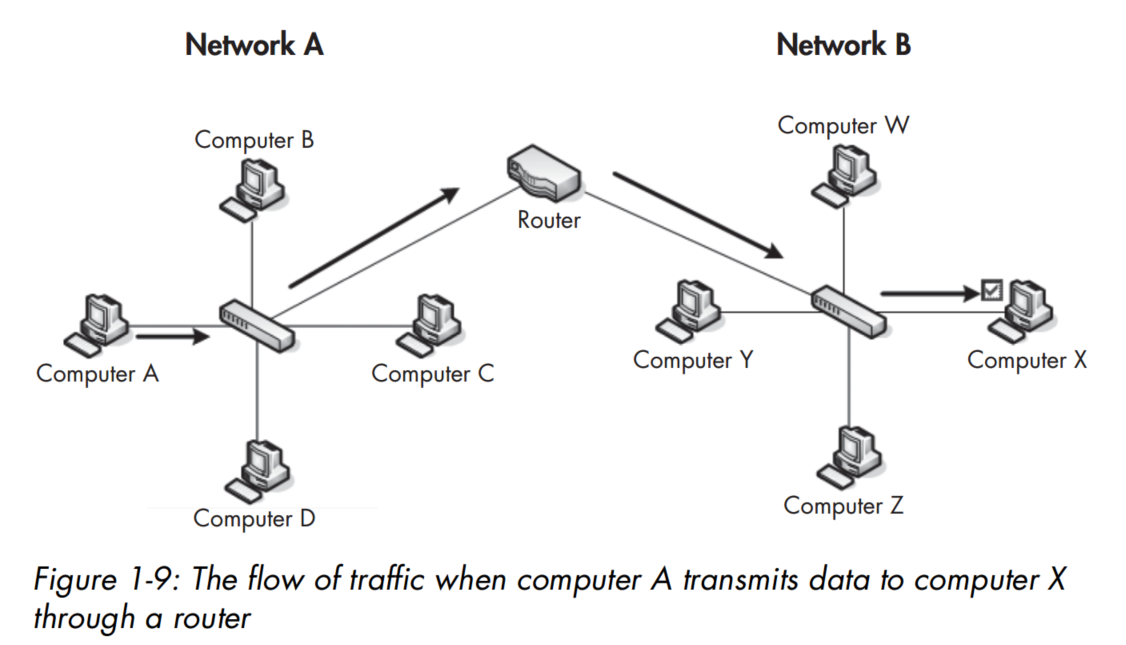 Network A
Network B
Computer B
Computer W
Router
Computer A
Computer C
Computer Y
Computer X
Computer D
Computer Z
Figure 1-9: The flow of traffic when computer A transmits data to computer X
through a router